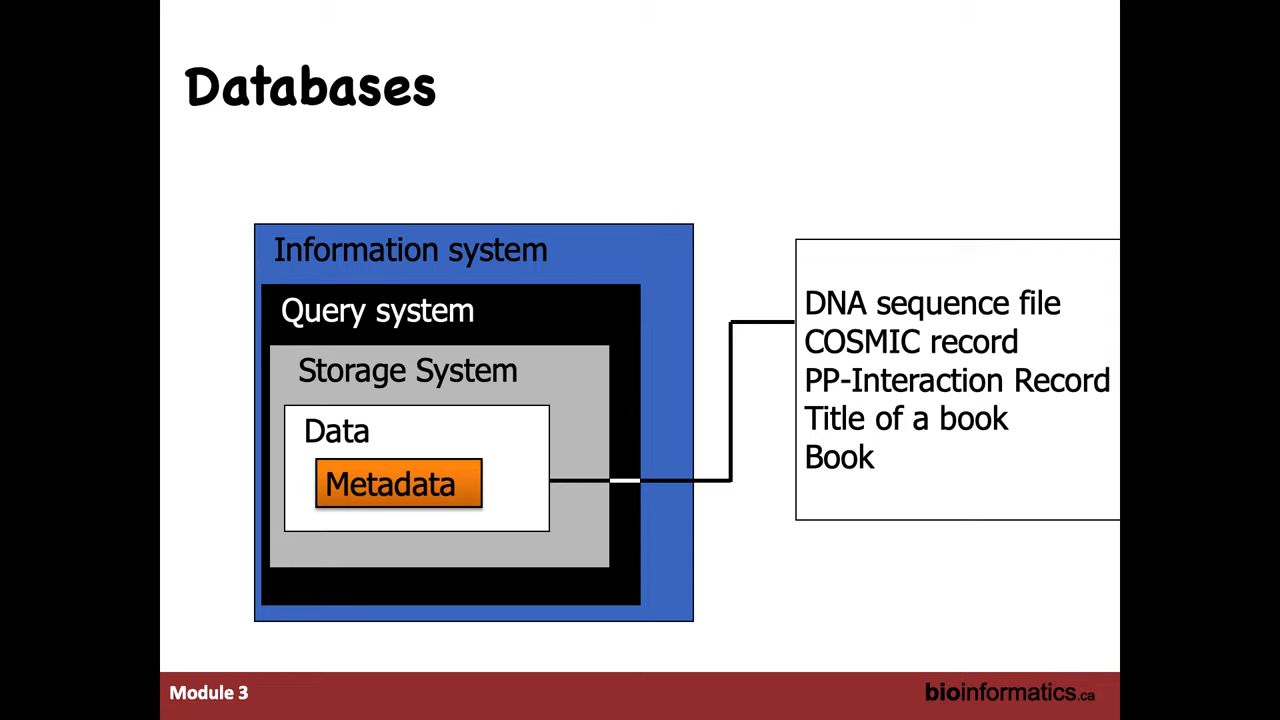 Databases
Information system
Query system
Storage System
Data
Metadata
DNA sequence file
COSMIC record
PP-Interaction Record
Title of a book
Book
Module 3
bioinformatics.ca